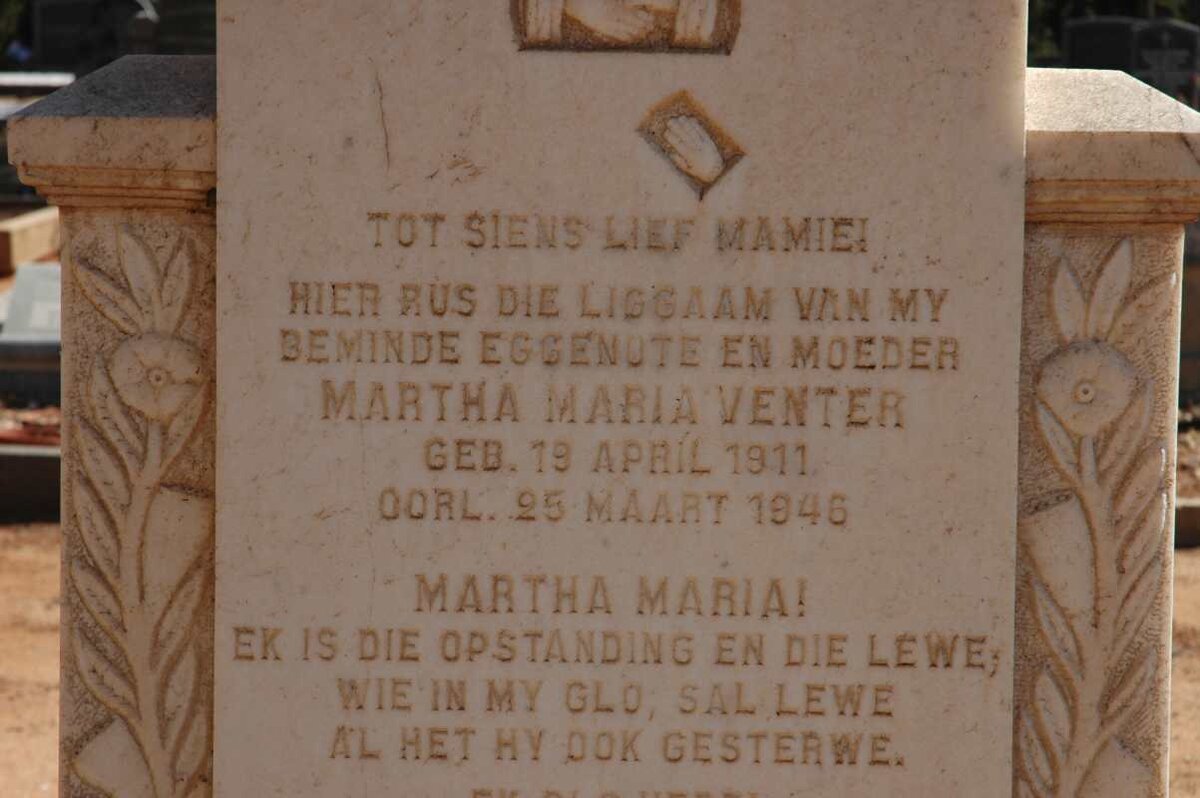 TOT SIENS LIEF MAMIE!
HIER RUS DIE LIGGAAM VAN MY
BEMINDE EGGENOTE EN MOEDER
MARTHA MARIA VENTER
GEB. 19 APRIL 1911
OORL. 25 MAART 1946
MARTHA MARIA!
EK IS DIE OPSTANDING EN DIE LEWE;
WIE IN MY GLO, SAL LEWE
AL HET HY OOK GESTERWE.